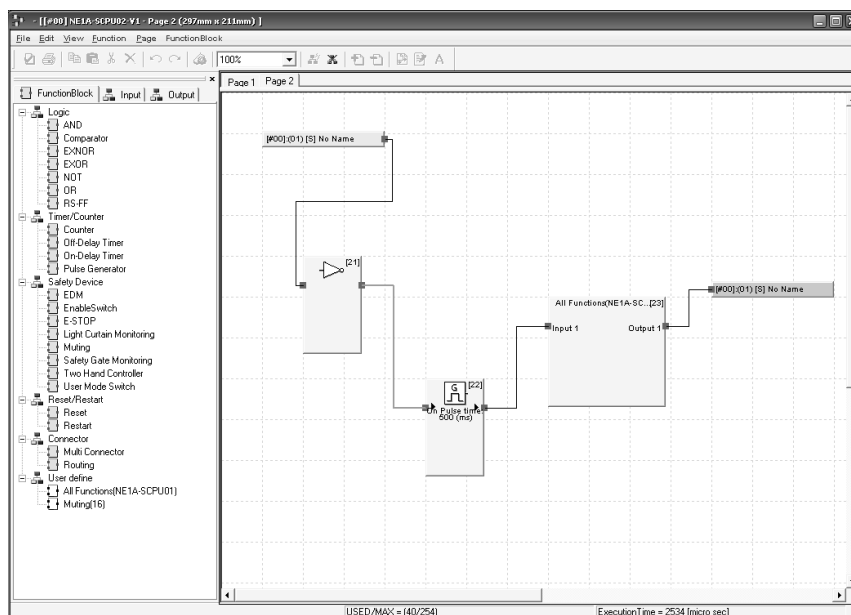 [[#00] NE1A-SCPU02-V1 - Page 2 (297mm x 211mm) ]
File Edit View Function Page FunctionBlock
100%
FunctionBlock Input Output
Logic
AND
Comparator
EXNOR
EXOR
NOT
OR
RS-FF
Timer/Counter
Counter
Off-Delay Timer
On-Delay Timer
Pulse Generator
Safety Device
EDM
EnableSwitch
E-STOP
Light Curtain Monitoring
Muting
Safety Gate Monitoring
Two Hand Controller
User Mode Switch
Reset/Restart
Reset
Restart
Connector
Multi Connector
Routing
User define
All Functions(NE1A-SCPU01)
Muting(16)
Page 1 Page 2
[#00]:(01) [S] No Name
[21]
[22]
G
On Pulse time:
500 (ms)
All Functions(NE1A-SC...[23]
Input 1 Output 1
[#00]:(01) [S] No Name
USED/MAX = (40/254) ExecutionTime = 2534 [micro sec]